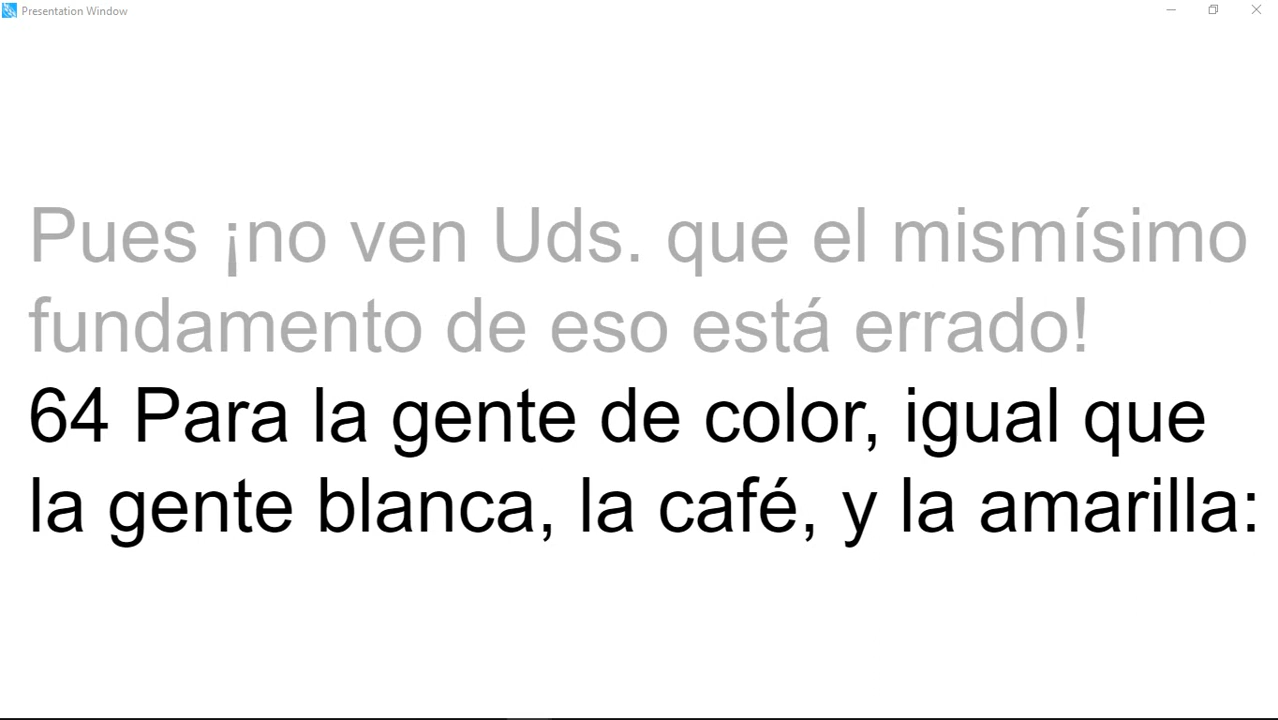 Presentation Window
Pues ¡no ven Uds. que el mismísimo
fundamento de eso está errado!
64 Para la gente de color, igual que
la gente blanca, la café, y la amarilla: